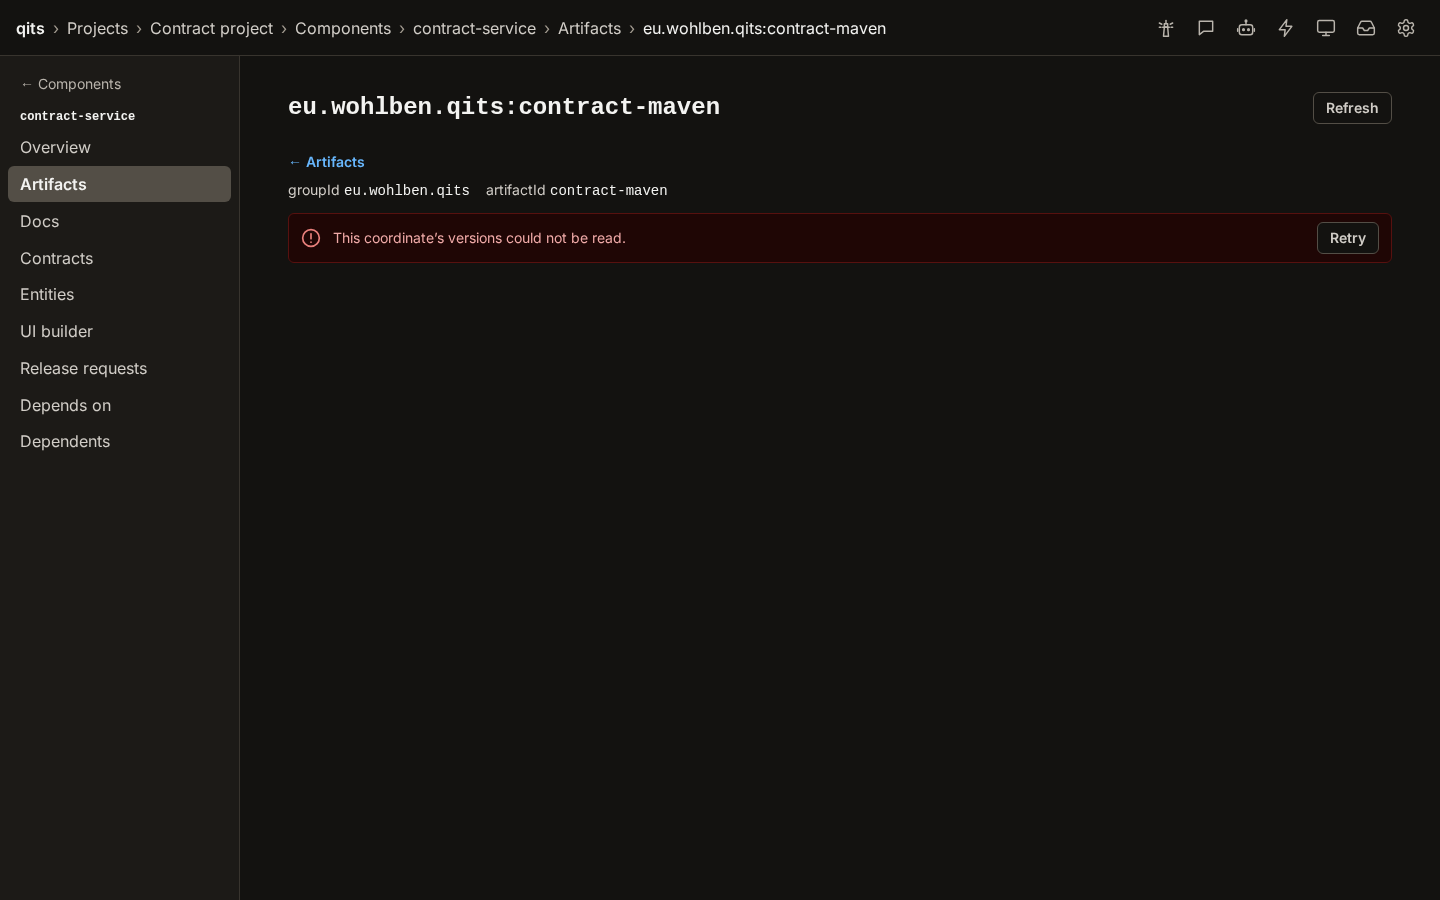 qits › Projects › Contract project › Components › contract-service › Artifacts › eu.wohlben.qits:contract-maven
← Components
contract-service
Overview
Artifacts
Docs
Contracts
Entities
UI builder
Release requests
Depends on
Dependents
eu.wohlben.qits:contract-maven
Refresh
← Artifacts
groupId eu.wohlben.qits artifactId contract-maven
This coordinate’s versions could not be read.
Retry